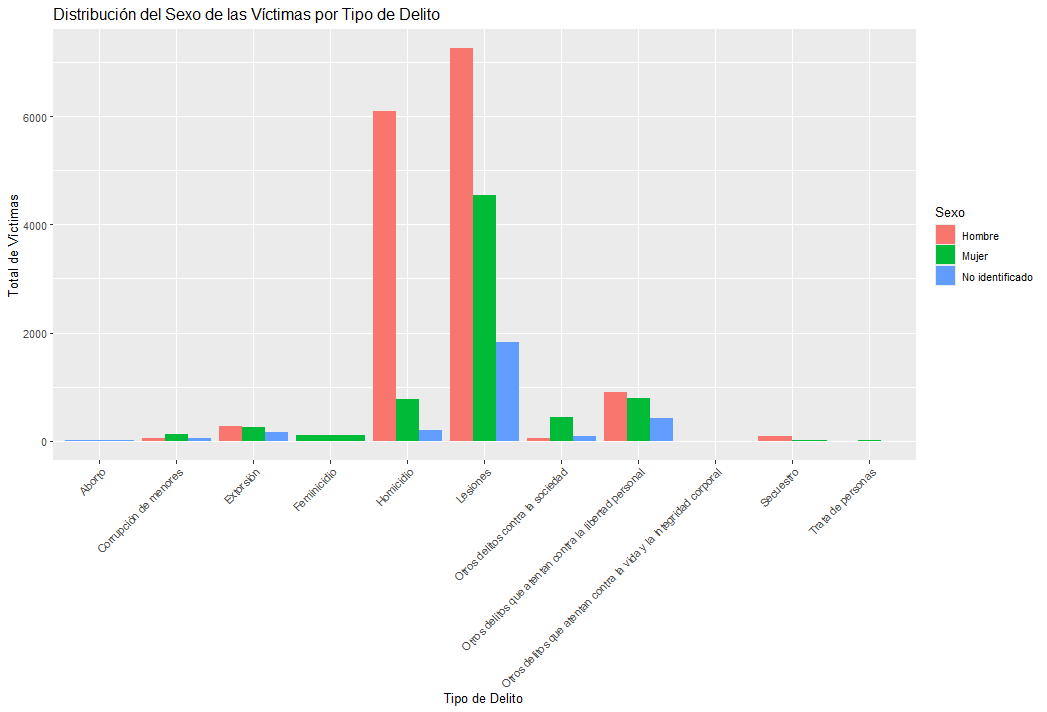 Distribución del Sexo de las Víctimas por Tipo de Delito
Total de Víctimas
6000
4000
2000
0
Aborto
Corrupción de menores
Extorsión
Feminicidio
Homicidio
Lesiones
Otros delitos contra la sociedad
Otros delitos que atentan contra la libertad personal
Otros delitos que atentan contra la vida y la integridad corporal
Secuestro
Trata de personas
Tipo de Delito
Sexo
Hombre
Mujer
No identificado